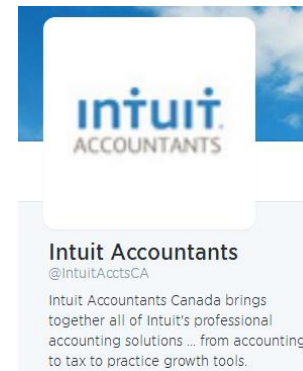 intuit.
ACCOUNTANTS
Intuit Accountants
@IntuitAcctsCA
Intuit Accountants Canada brings
together all of Intuit's professional
accounting solutions ... from accounting
to tax to practice growth tools.